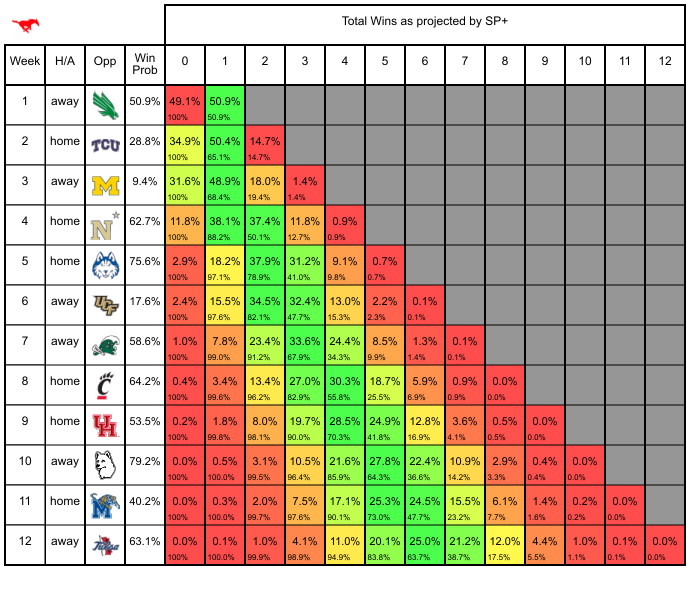 Total Wins as projected by SP+
Week H/A Opp Win Prob 0 1 2 3 4 5 6 7 8 9 10 11 12
1 away 50.9% 49.1% 50.9%
100% 50.9%
2 home TCU 28.8% 34.9% 50.4% 14.7%
100% 65.1% 14.7%
3 away M 9.4% 31.6% 48.9% 18.0% 1.4%
100% 68.4% 19.4% 1.4%
4 home N 62.7% 11.8% 38.1% 37.4% 11.8% 0.9%
100% 88.2% 50.1% 12.7% 0.9%
5 home 75.6% 2.9% 18.2% 37.9% 31.2% 9.1% 0.7%
100% 97.1% 78.9% 41.0% 9.8% 0.7%
6 away UCF 17.6% 2.4% 15.5% 34.5% 32.4% 13.0% 2.2% 0.1%
100% 97.6% 82.1% 47.7% 15.3% 2.3% 0.1%
7 away 58.6% 1.0% 7.8% 23.4% 33.6% 24.4% 8.5% 1.3% 0.1%
100% 99.0% 91.2% 67.9% 34.3% 9.9% 1.4% 0.1%
8 home C 64.2% 0.4% 3.4% 13.4% 27.0% 30.3% 18.7% 5.9% 0.9% 0.0%
100% 99.6% 96.2% 82.9% 55.8% 25.5% 6.9% 0.9% 0.0%
9 home UH 53.5% 0.2% 1.8% 8.0% 19.7% 28.5% 24.9% 12.8% 3.6% 0.5% 0.0%
100% 99.8% 98.1% 90.0% 70.3% 41.8% 16.9% 4.1% 0.5% 0.0%
10 away 79.2% 0.0% 0.5% 3.1% 10.5% 21.6% 27.8% 22.4% 10.9% 2.9% 0.4% 0.0%
100% 100.0% 99.5% 96.4% 85.9% 64.3% 36.6% 14.2% 3.3% 0.4% 0.0%
11 home M 40.2% 0.0% 0.3% 2.0% 7.5% 17.1% 25.3% 24.5% 15.5% 6.1% 1.4% 0.2% 0.0%
100% 100.0% 99.7% 97.6% 90.1% 73.0% 47.7% 23.2% 7.7% 1.6% 0.2% 0.0%
12 away Tulsa 63.1% 0.0% 0.1% 1.0% 4.1% 11.0% 20.1% 25.0% 21.2% 12.0% 4.4% 1.0% 0.1% 0.0%
100% 100.0% 99.9% 98.9% 94.9% 83.8% 63.7% 38.7% 17.5% 5.5% 1.1% 0.1% 0.0%